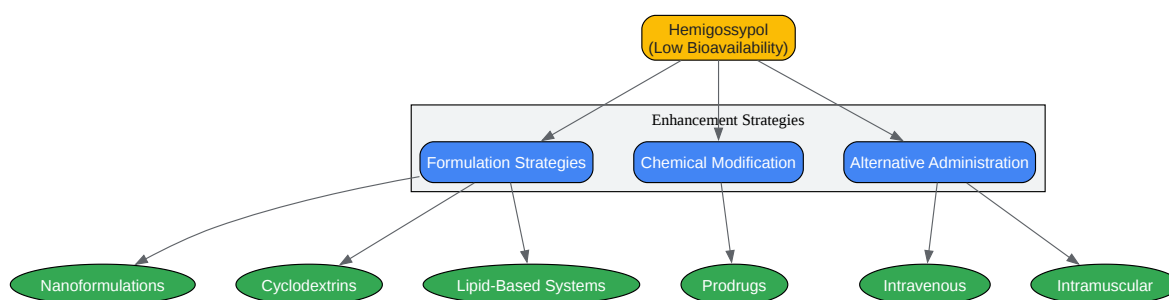 Hemigossypol
(Low Bioavailability)
Enhancement Strategies
Formulation Strategies
Chemical Modification
Alternative Administration
Nanoformulations
Cyclodextrins
Lipid-Based Systems
Prodrugs
Intravenous
Intramuscular